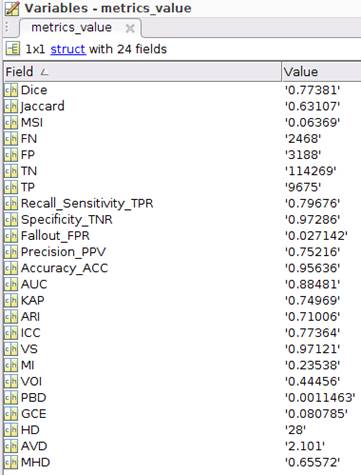 Variables - metrics_value
metrics_value
1x1 struct with 24 fields
Field Value
Dice '0.77381'
Jaccard '0.63107'
MSI '0.06369'
FN '2468'
FP '3188'
TN '114269'
TP '9675'
Recall_Sensitivity_TPR '0.79676'
Specificity_TNR '0.97286'
Fallout_FPR '0.027142'
Precision_PPV '0.75216'
Accuracy_ACC '0.95636'
AUC '0.88481'
KAP '0.74969'
ARI '0.71006'
ICC '0.77364'
VS '0.97121'
MI '0.23538'
VOI '0.44456'
PBD '0.0011463'
GCE '0.080785'
HD '28'
AVD '2.101'
MHD '0.65572'